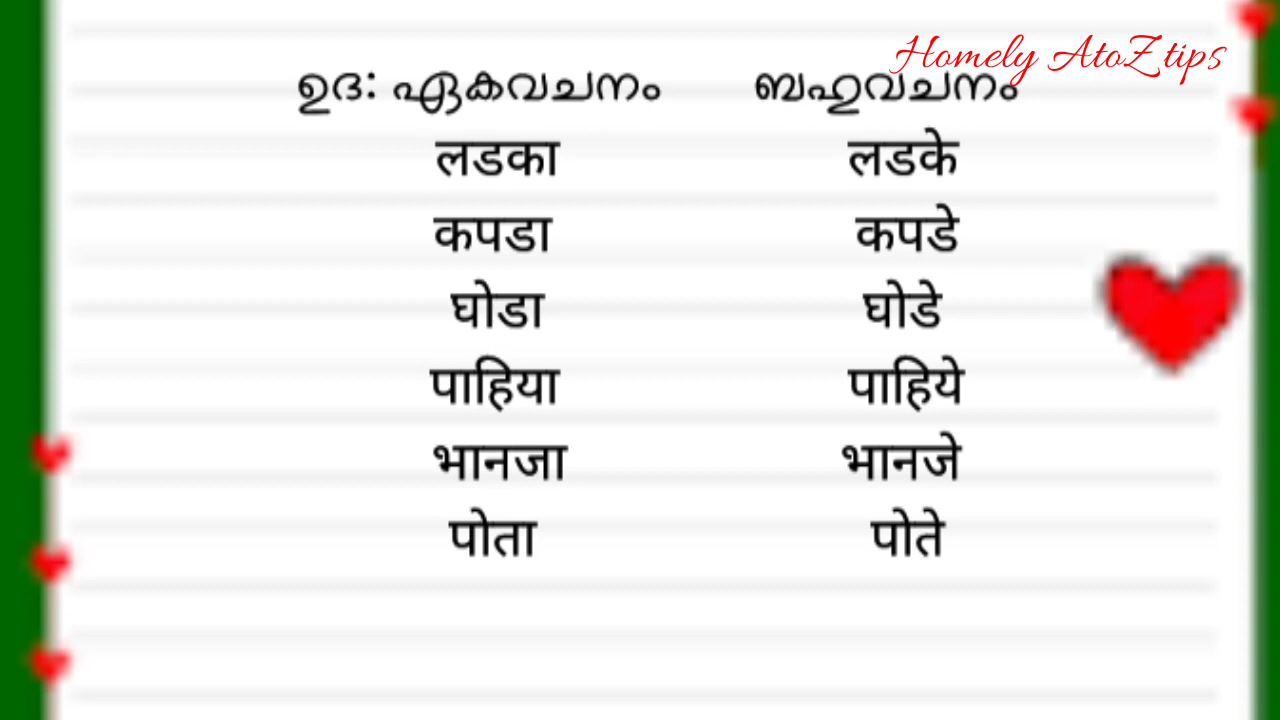 Homely AtoZ tips
ഉദ: ഏകവചനം ബഹുവചനം
लडका लडके
कपडा कपडे
घोडा घोडे
पाहिया पाहिये
भानजा भानजे
पोता पोते